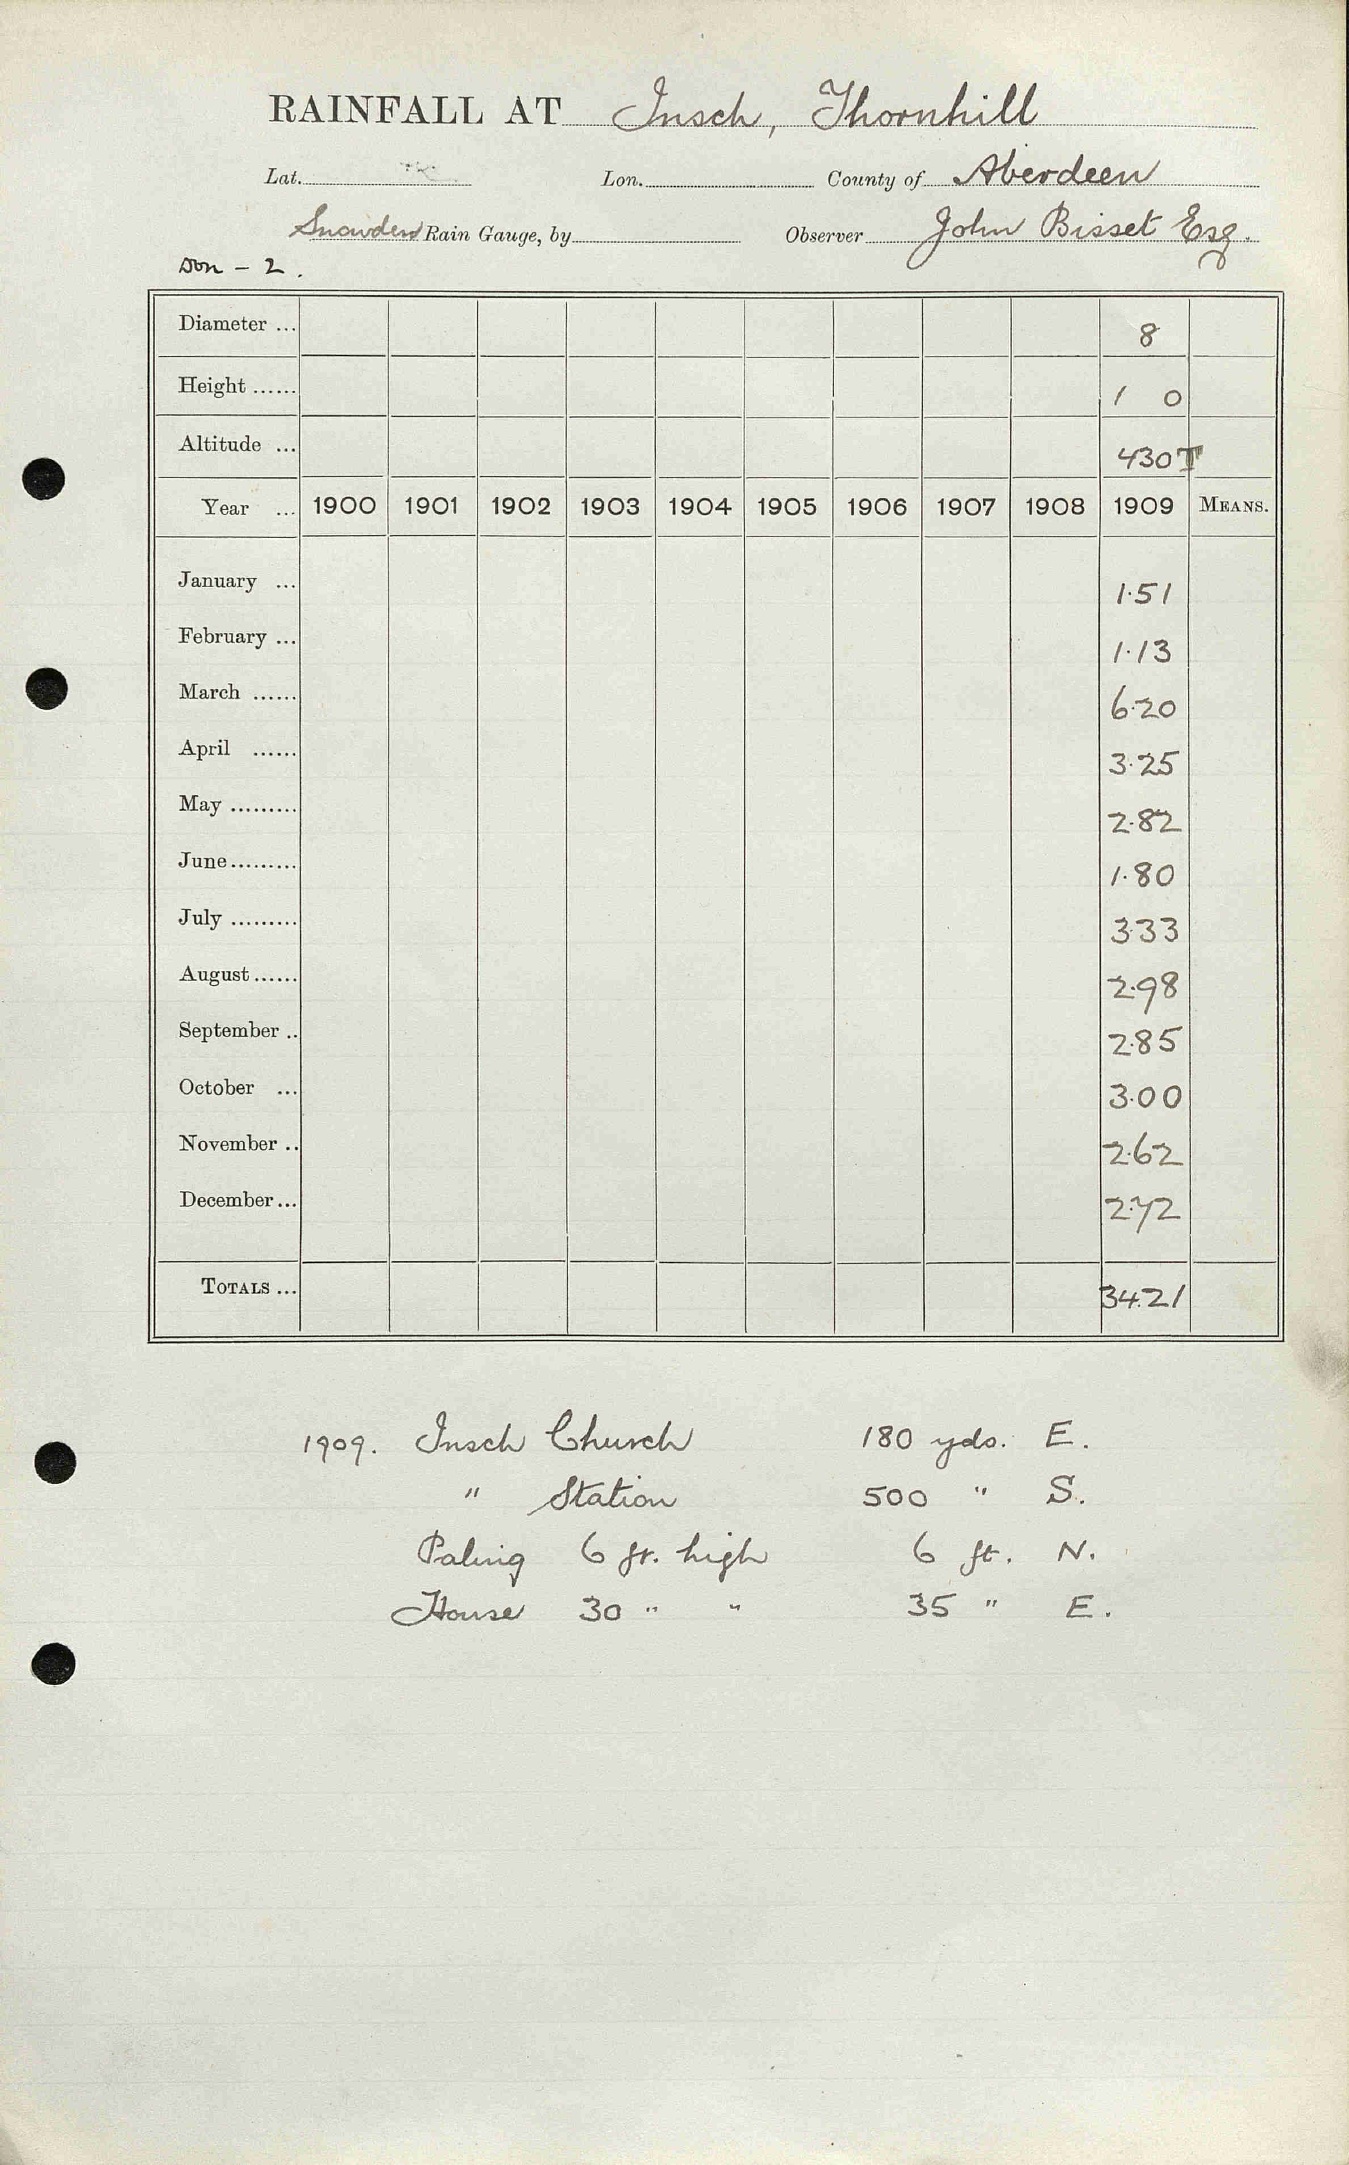 RAINFALL AT Insch, Thornhill
Lat. Lon. County of Aberdeen
Snowden Rain Gauge, by Observer John Bisset Esq.
Don - 2.
Diameter ... 8
Height ...... 1 0
Altitude ... 430 T
Year ... 1900 1901 1902 1903 1904 1905 1906 1907 1908 1909 MEANS.
January ... 1.51
February ... 1.13
March ...... 6.20
April ...... 3.25
May ......... 2.82
June ......... 1.80
July ......... 3.33
August ...... 2.98
September .. 2.85
October ... 3.00
November .. 2.62
December ... 2.72
TOTALS ... 34.21
1909. Insch Church 180 yds. E.
" Station 500 " S.
Paling 6 ft. high 6 ft. N.
House 30 " " 35 " E.